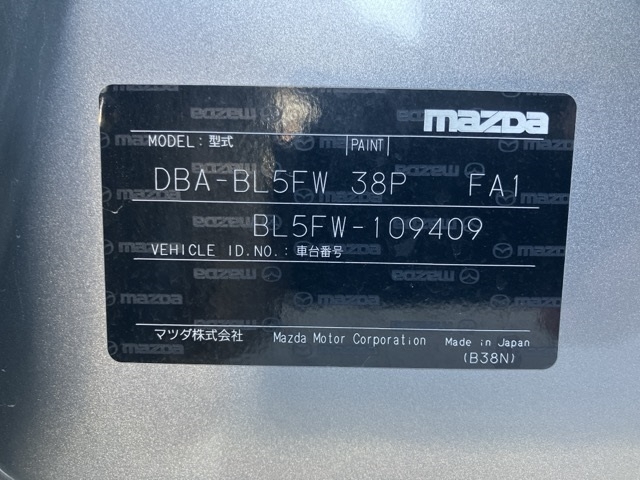 mazda
MODEL: 型式 |PAINT|
DBA-BL5FW 38P FA1
BL5FW-109409
VEHICLE ID.NO.: 車台番号
マツダ株式会社 Mazda Motor Corporation Made in Japan
(B38N)